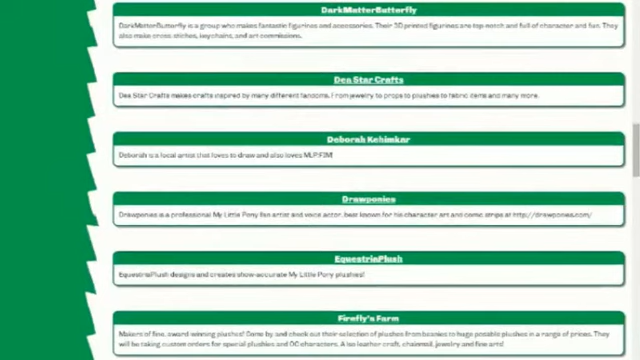 DarkMatterButterfly
DarkMatterButterfly is a group who makes fantastic figurines and accessories. Their 3D printed figurines are top notch and full of character and fun. They
also make cross stiches, keychains, and art commissions.
Dea Star Crafts
Dea Star Crafts makes crafts inspired by many different fandoms. From jewelry to props to plushes to fabric items and many more.
Deborah Kehimkar
Deborah is a local artist that loves to draw and also loves MLP:FIM!
Drawponies
Drawponies is a professional My Little Pony fan artist and voice actor, best known for his character art and comic strips at http://drawponies.com/
EquestriaPlush
EquestriaPlush designs and creates show-accurate My Little Pony plushies!
Firefly's Farm
Makers of fine, award-winning plushes! Come by and check out their selection of plushes from beanies to huge posable plushes in a range of prices. They
will be taking custom orders for special plushes and OC characters. Also leather craft, chainmail, jewelry and fine arts!